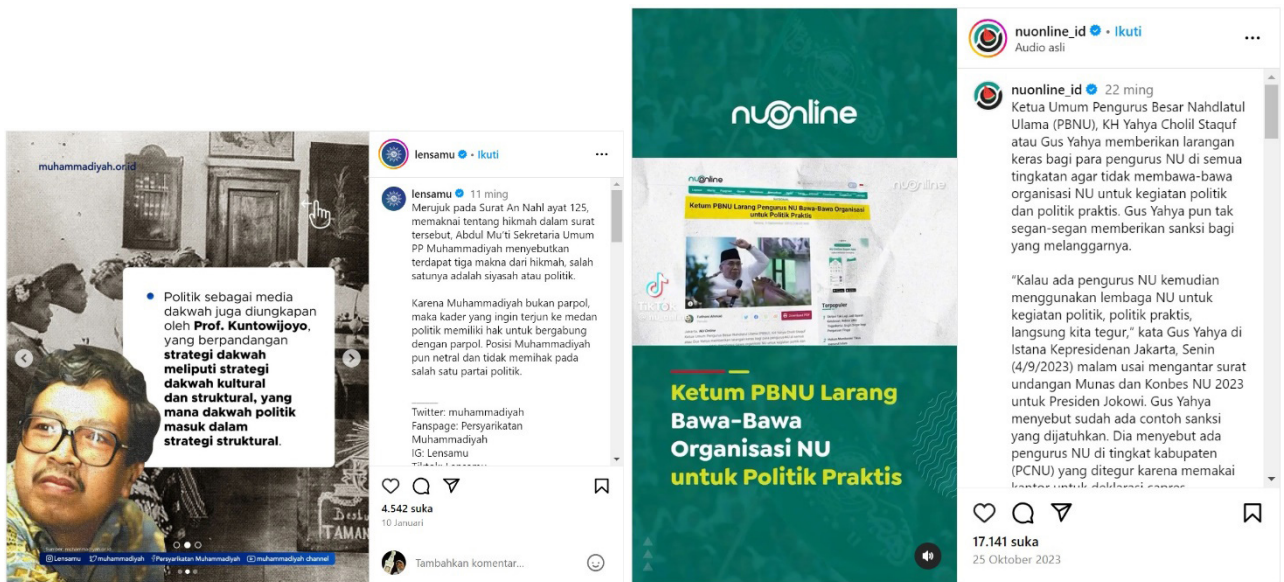 muhammadiyah.or.id
Politik sebagai media
dakwah juga diungkapan
oleh Prof. Kuntowijoyo,
yang berpandangan
strategi dakwah
meliputi strategi
dakwah kultural
dan struktural, yang
mana dakwah politik
masuk dalam
strategi struktural.
Lensamu muhammadiyah Persyarikatan Muhammadiyah muhammadiyah channel
lensamu • Ikuti
lensamu 11 ming
Merujuk pada Surat An Nahl ayat 125,
memaknai tentang hikmah dalam surat
tersebut, Abdul Mu'ti Sekretaria Umum
PP Muhammadiyah menyebutkan
terdapat tiga makna dari hikmah, salah
satunya adalah siyasah atau politik.
Karena Muhammadiyah bukan parpol,
maka kader yang ingin terjun ke medan
politik memiliki hak untuk bergabung
dengan parpol. Posisi Muhammadiyah
pun netral dan tidak memihak pada
salah satu partai politik.
Twitter: muhammadiyah
Fanspage: Persyarikatan
Muhammadiyah
IG: Lensamu
Tiktok: Lensamu
4.542 suka
10 Januari
Tambahkan komentar...
nuonline
nuonline
nuonline
Ketum PBNU Larang Pengurus NU Bawa-Bawa Organisasi
untuk Politik Praktis
Terpopuler
TikTok
Ketum PBNU Larang
Bawa-Bawa
Organisasi NU
untuk Politik Praktis
nuonline_id • Ikuti
Audio asli
nuonline_id 22 ming
Ketua Umum Pengurus Besar Nahdlatul
Ulama (PBNU), KH Yahya Cholil Staquf
atau Gus Yahya memberikan larangan
keras bagi para pengurus NU di semua
tingkatan agar tidak membawa-bawa
organisasi NU untuk kegiatan politik
dan politik praktis. Gus Yahya pun tak
segan-segan memberikan sanksi bagi
yang melanggarnya.
“Kalau ada pengurus NU kemudian
menggunakan lembaga NU untuk
kegiatan politik, politik praktis,
langsung kita tegur,” kata Gus Yahya di
Istana Kepresidenan Jakarta, Senin
(4/9/2023) malam usai mengantar surat
undangan Munas dan Konbes NU 2023
untuk Presiden Jokowi. Gus Yahya
menyebut sudah ada contoh sanksi
yang dijatuhkan. Dia menyebut ada
pengurus NU di tingkat kabupaten
(PCNU) yang ditegur karena memakai
kantor untuk deklarasi capres
17.141 suka
25 Oktober 2023